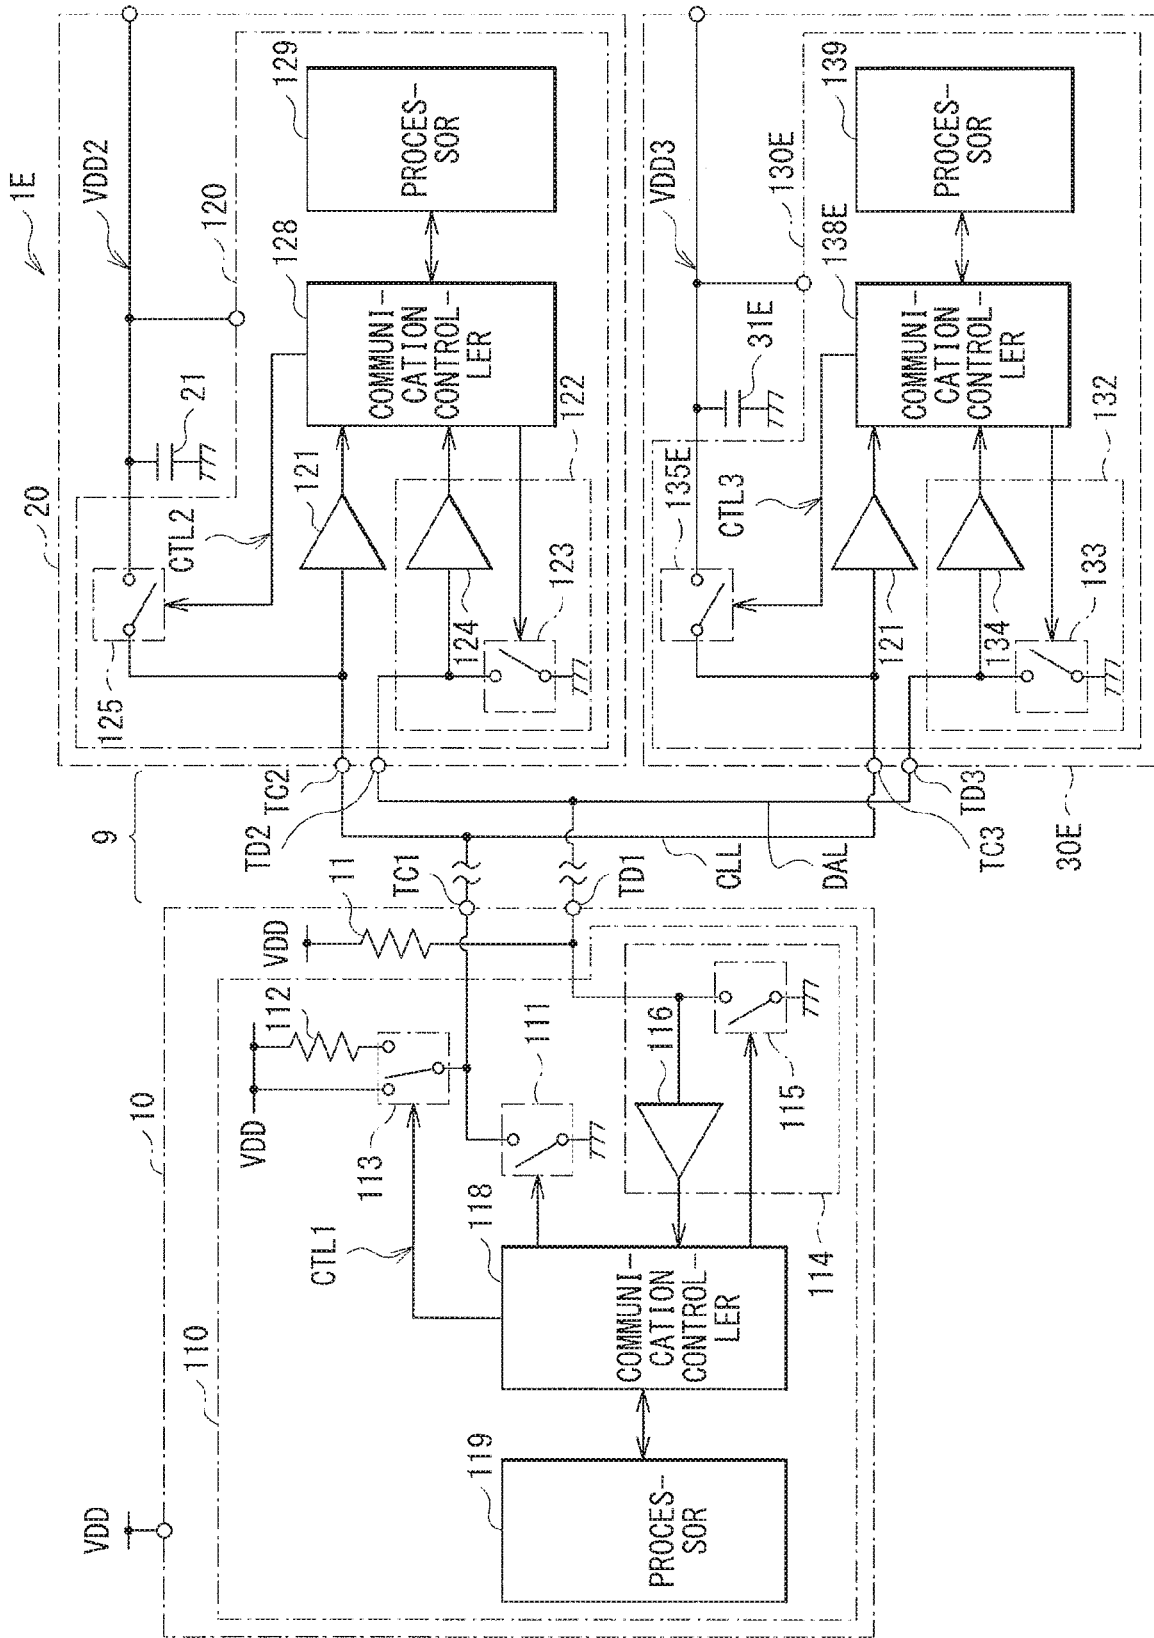 1E
VDD
10
110
119
PROCES-
SOR
118
COMMUNI-
CATION
CONTROL-
LER
CTL1
113
VDD
112
111
116
115
114
VDD
11
TC1
TD1
9
TD2
TC2
CLL
DAL
TC3
TD3
20
125
CTL2
VDD2
21
120
121
124
123
122
128
COMMUNI-
CATION
CONTROL-
LER
129
PROCES-
SOR
30E
135E
CTL3
VDD3
31E
130E
121
134
133
132
138E
COMMUNI-
CATION
CONTROL-
LER
139
PROCES-
SOR